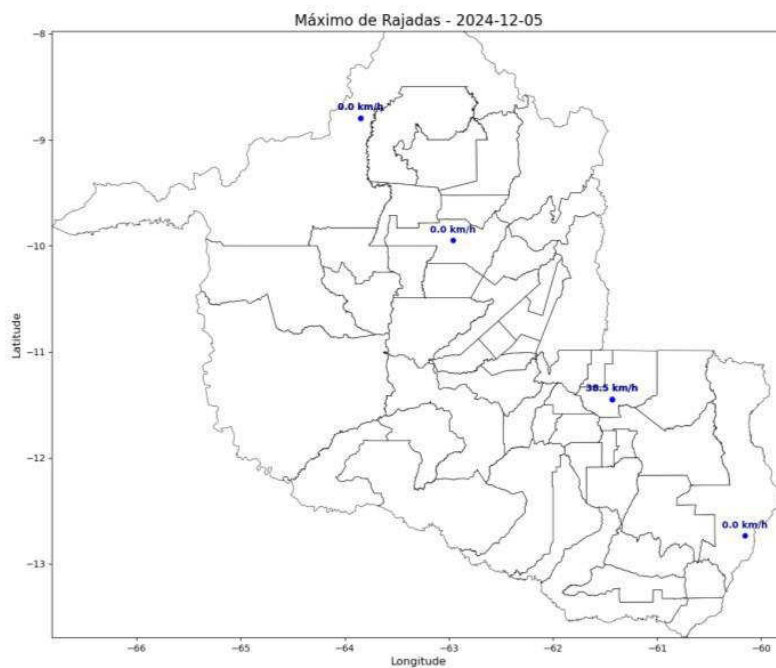 Máximo de Rajadas - 2024-12-05
−8
0.0 km/h
−9
0.0 km/h
−10
Latitude
−11
38.5 km/h
−12
0.0 km/h
−13
−66 −65 −64 −63 −62 −61 −60
Longitude